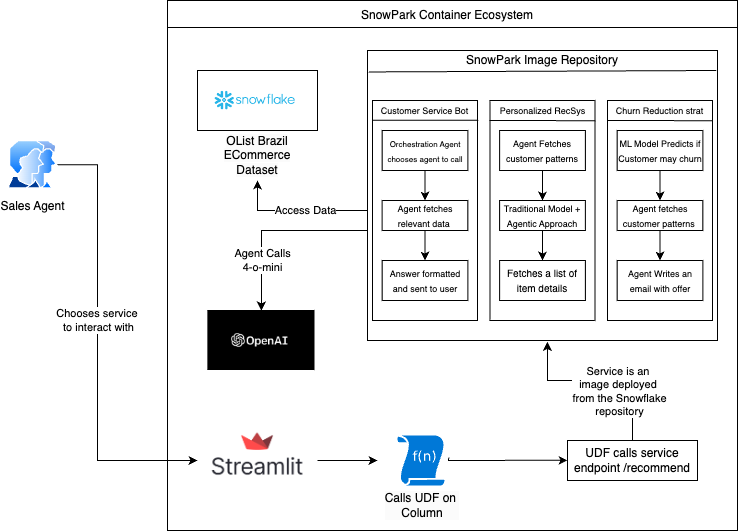 SnowPark Container Ecosystem
SnowPark Image Repository
snowflake
OList Brazil
ECommerce
Dataset
Customer Service Bot
Orchestration Agent
chooses agent to call
Agent fetches
relevant data
Answer formatted
and sent to user
Personalized RecSys
Agent Fetches
customer patterns
Traditional Model +
Agentic Approach
Fetches a list of
item details
Churn Reduction strat
ML Model Predicts if
Customer may churn
Agent fetches
customer patterns
Agent Writes an
email with offer
Sales Agent
Access Data
Agent Calls
4-o-mini
OpenAI
Chooses service
to interact with
Service is an
image deployed
from the Snowflake
repository
Streamlit
f(n)
Calls UDF on
Column
UDF calls service
endpoint /recommend